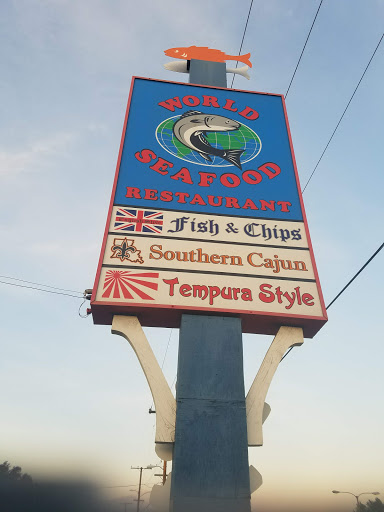 WORLD
SEAFOOD
RESTAURANT
Fish & Chips
Southern Cajun
Tempura Style